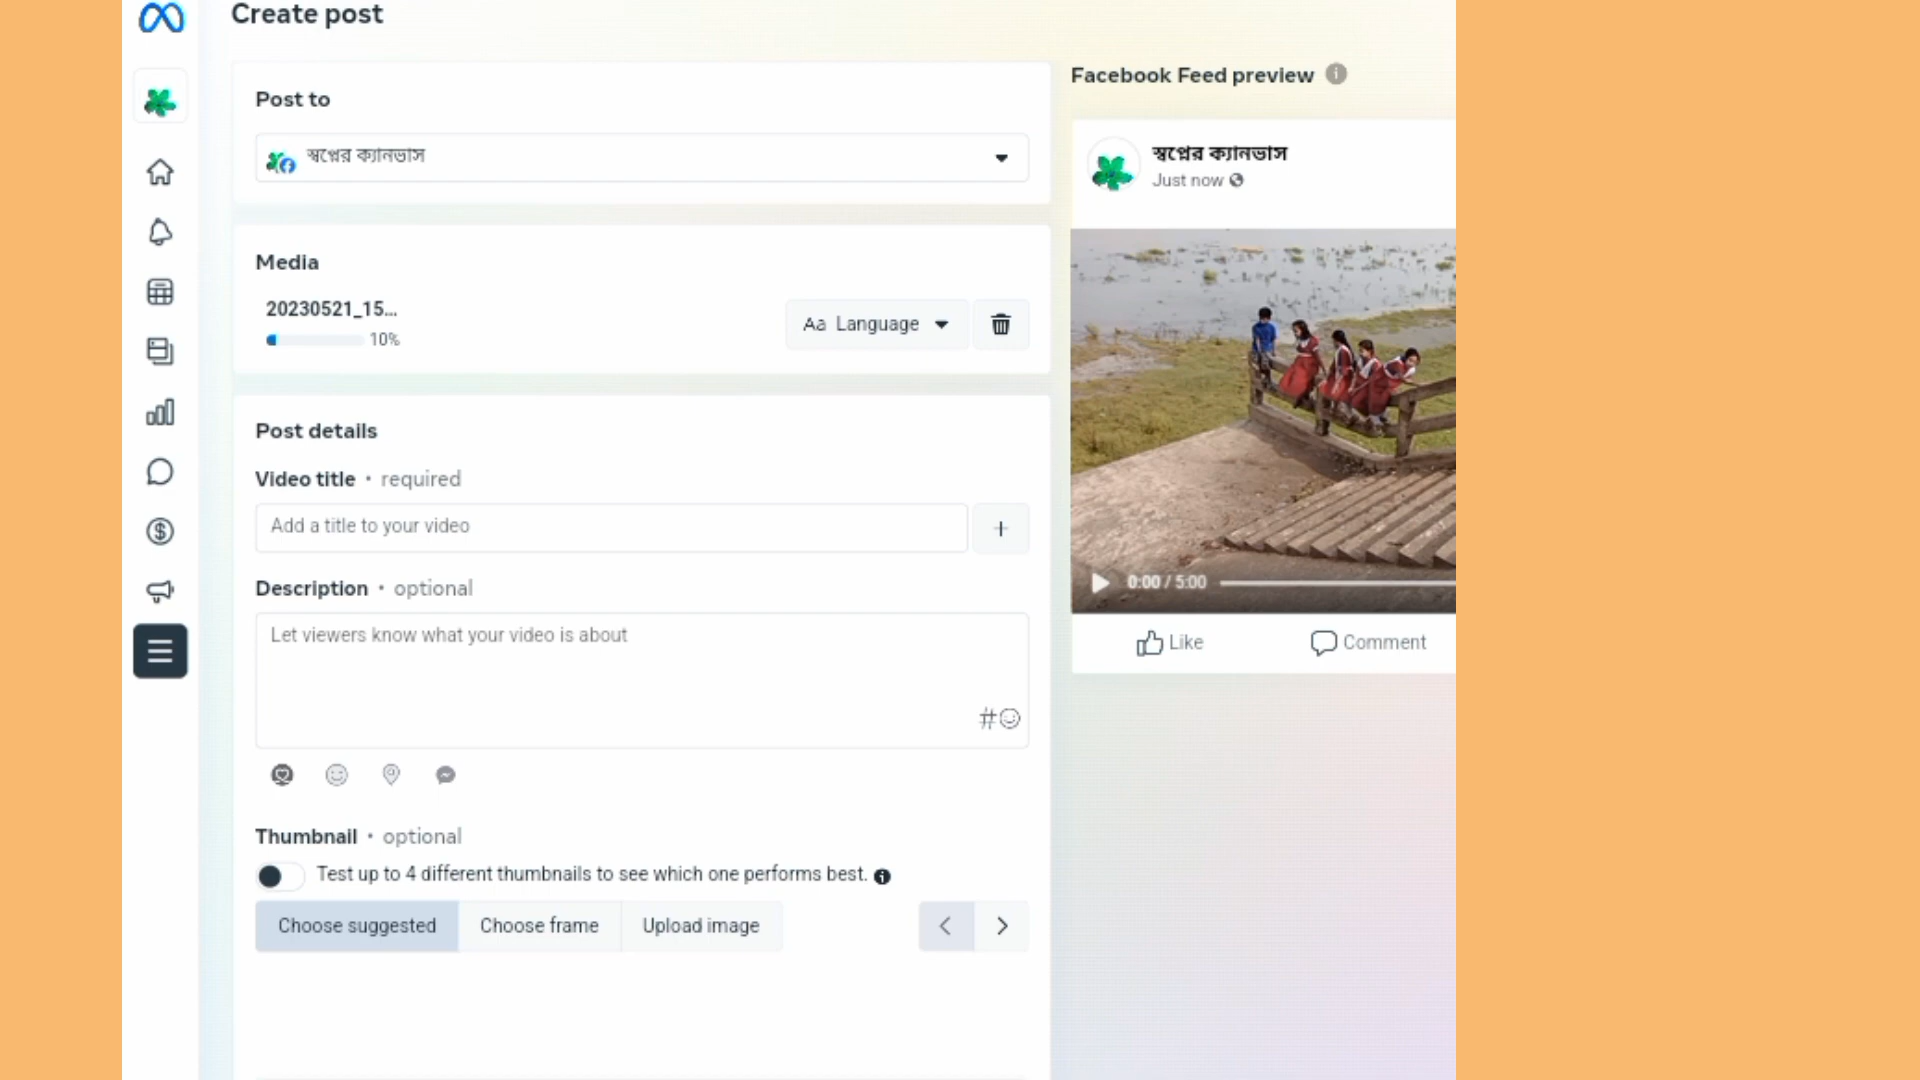 Create post
Post to
স্বপ্নের ক্যানভাস
Media
20230521_15...
10%
Aa Language
Post details
Video title • required
Add a title to your video
Description • optional
Let viewers know what your video is about
#
Thumbnail • optional
Test up to 4 different thumbnails to see which one performs best.
Choose suggested
Choose frame
Upload image
Facebook Feed preview
স্বপ্নের ক্যানভাস
Just now
0:00 / 5:00
Like
Comment